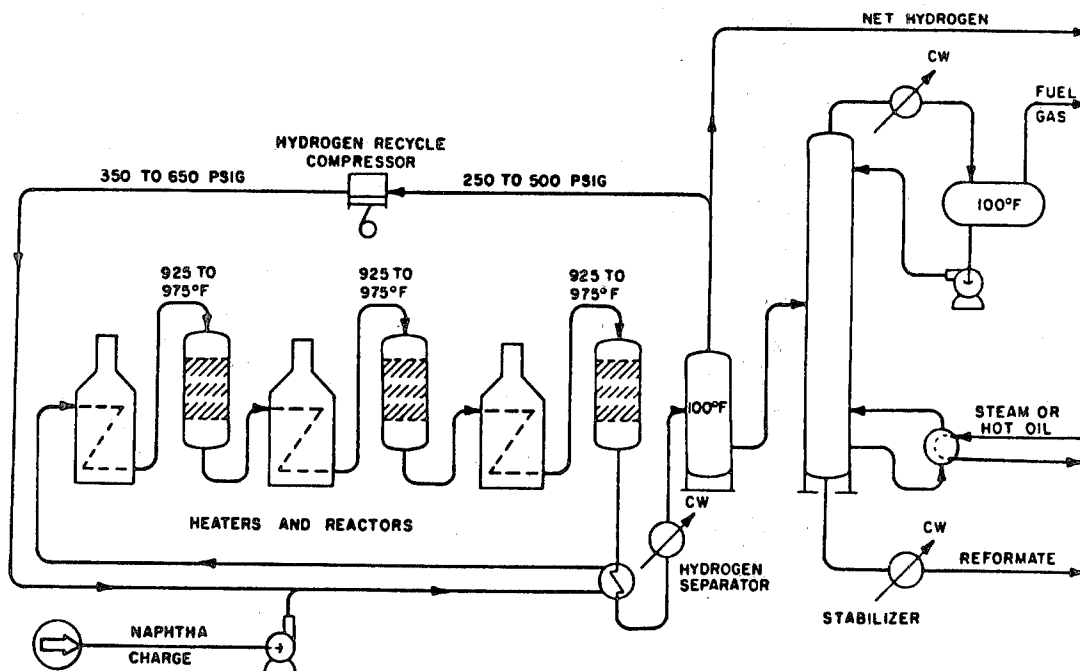 NET HYDROGEN
CW
FUEL
GAS
HYDROGEN RECYCLE
COMPRESSOR
350 TO 650 PSIG
250 TO 500 PSIG
100°F
925 TO
975°F
925 TO
975°F
925 TO
975°F
100°F
STEAM OR
HOT OIL
CW
HEATERS AND REACTORS
CW
HYDROGEN
SEPARATOR
REFORMATE
STABILIZER
NAPHTHA
CHARGE